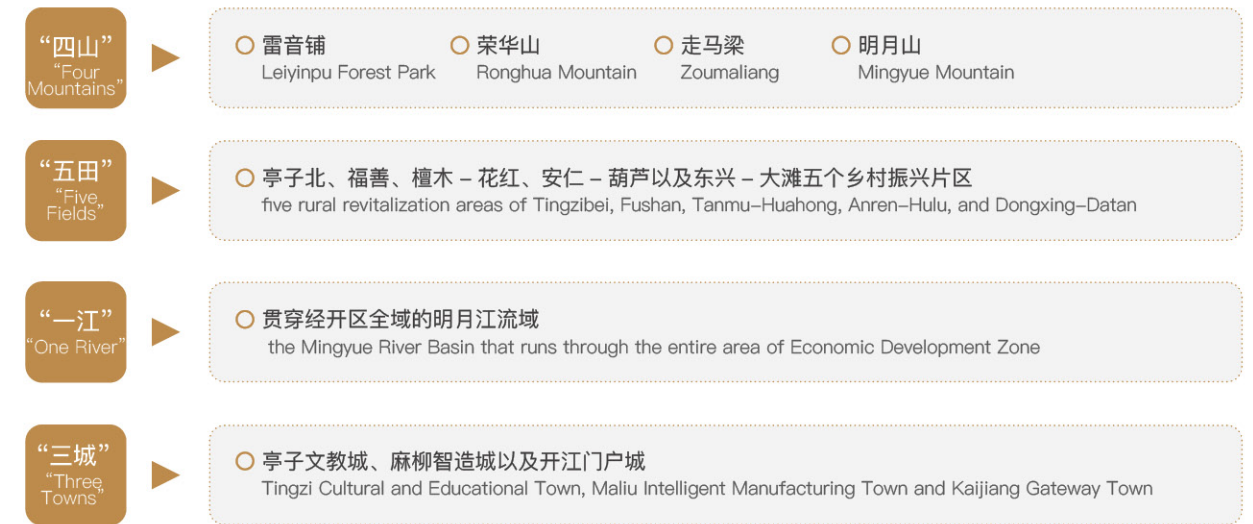 “四山”
“Four
Mountains”
雷音铺
Leiyinpu Forest Park
荣华山
Ronghua Mountain
走马梁
Zoumaliang
明月山
Mingyue Mountain
“五田”
“Five
Fields”
亭子北、福善、檀木 – 花红、安仁 – 葫芦以及东兴 – 大滩五个乡村振兴片区
five rural revitalization areas of Tingzibei, Fushan, Tanmu–Huahong, Anren–Hulu, and Dongxing–Datan
“一江”
“One River”
贯穿经开区全域的明月江流域
the Mingyue River Basin that runs through the entire area of Economic Development Zone
“三城”
“Three
Towns”
亭子文教城、麻柳智造城以及开江门户城
Tingzi Cultural and Educational Town, Maliu Intelligent Manufacturing Town and Kaijiang Gateway Town